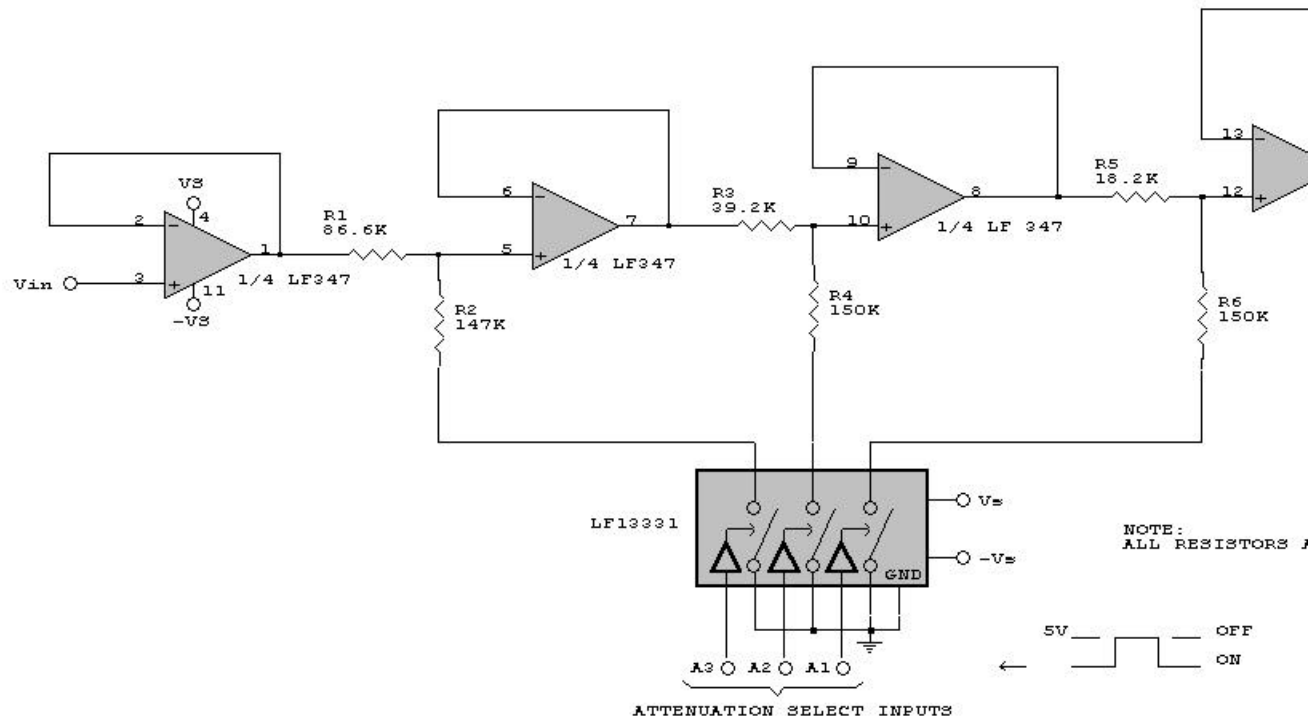 13
-
12
+
R5
18.2K
9
-
10
+
8
1/4 LF 347
R3
39.2K
6
-
5
+
7
1/4 LF347
VS
4
2
-
3
+
1
11
-VS
1/4 LF347
Vin
R1
86.6K
R2
147K
R4
150K
R6
150K
LF13331
GND
Vs
-Vs
NOTE:
ALL RESISTORS A
5V
OFF
ON
A3
A2
A1
ATTENUATION SELECT INPUTS